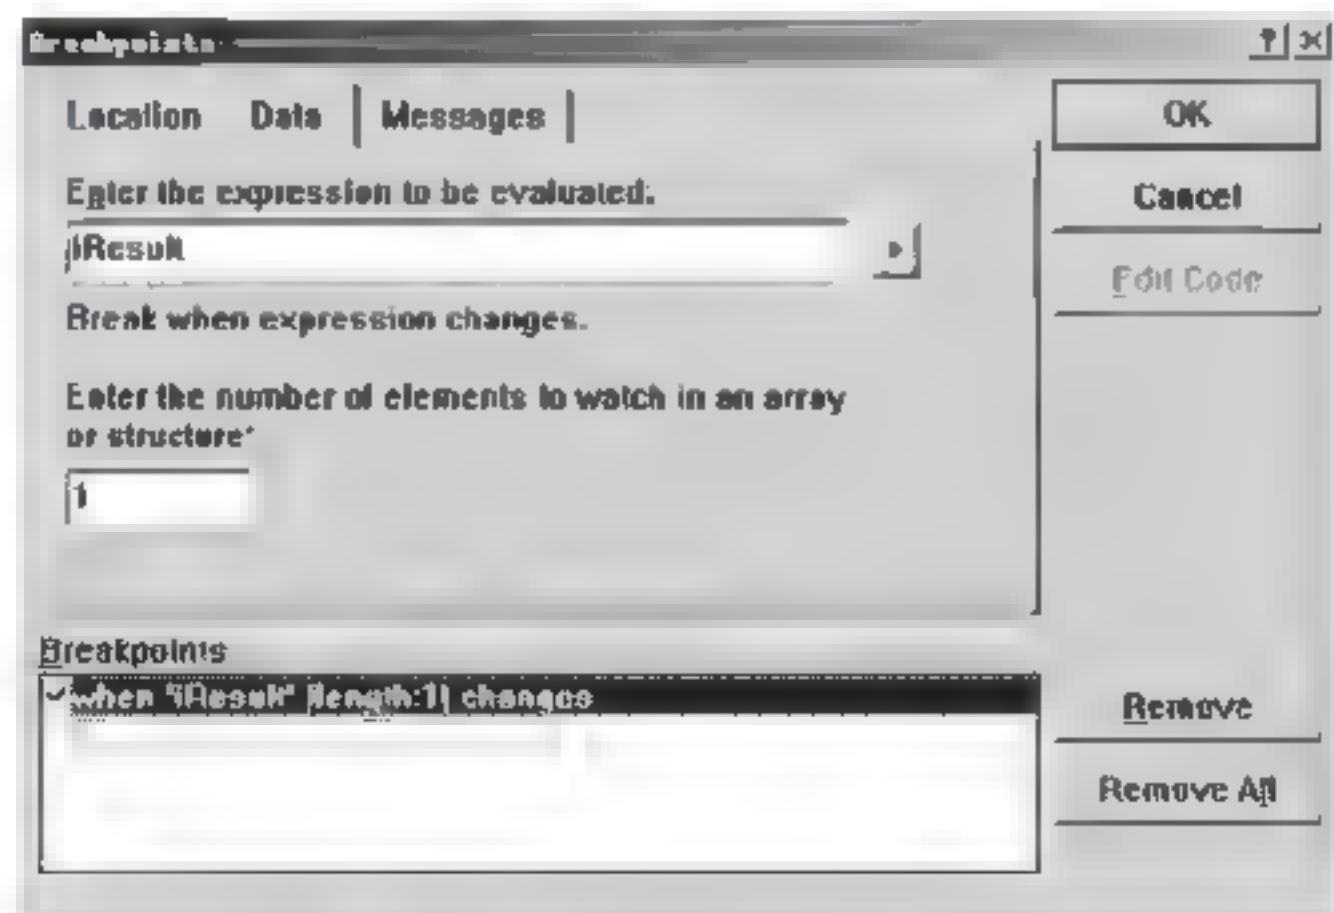 Breakpoints
Location Data Messages
OK
Enter the expression to be evaluated:
Cancel
iResult
Edit Code
Break when expression changes.
Enter the number of elements to watch in an array
or structure:
1
Breakpoints
when "iResult" (length:1) changes
Remove
Remove All